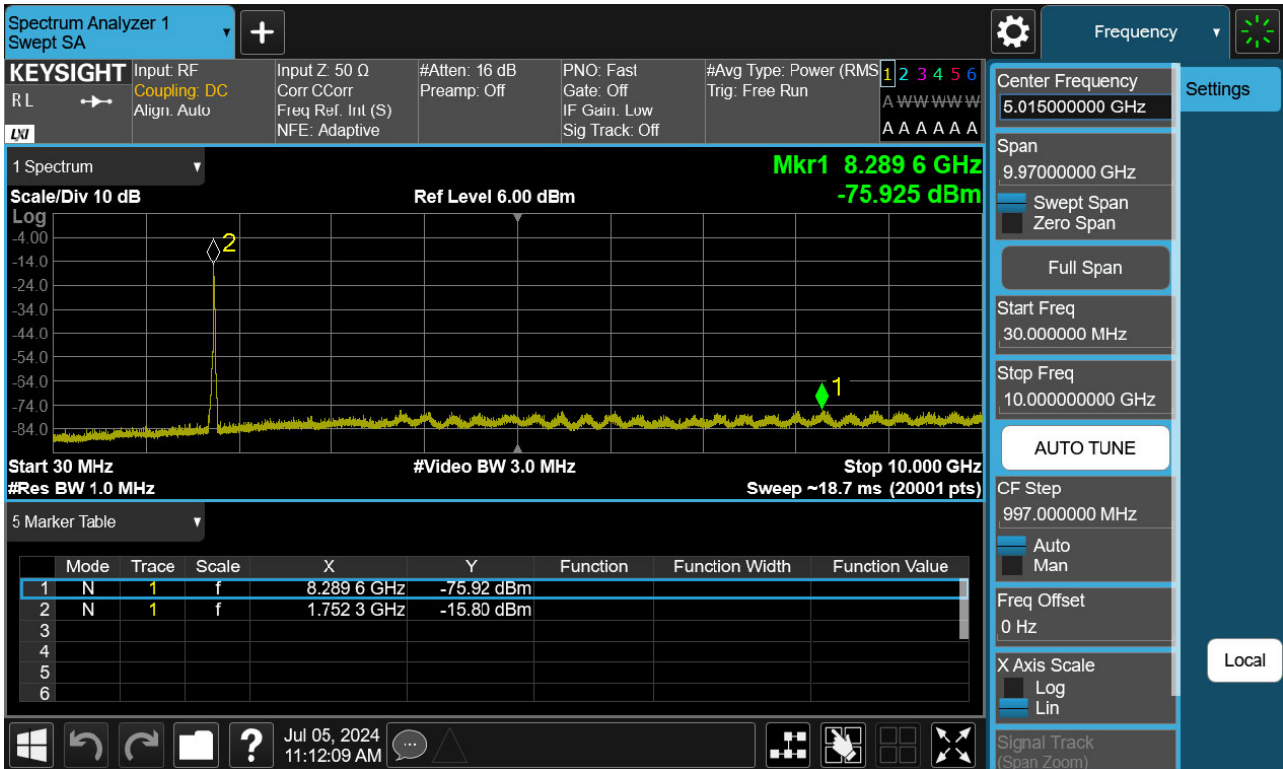 Spectrum Analyzer 1
Swept SA
+
Frequency
KEYSIGHT
R L
LXI
Input: RF
Coupling: DC
Align: Auto
Input Z: 50 Ω
Corr CCorr
Freq Ref: Int (S)
NFE: Adaptive
#Atten: 16 dB
Preamp: Off
PNO: Fast
Gate: Off
IF Gain: Low
Sig Track: Off
#Avg Type: Power (RMS
Trig: Free Run
1 2 3 4 5 6
A W W W W W
A A A A A A
1 Spectrum
Scale/Div 10 dB
Ref Level 6.00 dBm
Mkr1 8.289 6 GHz
-75.925 dBm
Log
-4.00
-14.0
-24.0
-34.0
-44.0
-54.0
-64.0
-74.0
-84.0
2
1
Start 30 MHz
#Video BW 3.0 MHz
Stop 10.000 GHz
#Res BW 1.0 MHz
Sweep ~18.7 ms (20001 pts)
5 Marker Table
Mode Trace Scale X Y Function Function Width Function Value
1 N 1 f 8.289 6 GHz -75.92 dBm
2 N 1 f 1.752 3 GHz -15.80 dBm
3
4
5
6
Jul 05, 2024
11:12:09 AM
?
Center Frequency
5.015000000 GHz
Settings
Span
9.97000000 GHz
Swept Span
Zero Span
Full Span
Start Freq
30.000000 MHz
Stop Freq
10.000000000 GHz
AUTO TUNE
CF Step
997.000000 MHz
Auto
Man
Freq Offset
0 Hz
X Axis Scale
Log
Lin
Local
Signal Track
(Span Zoom)